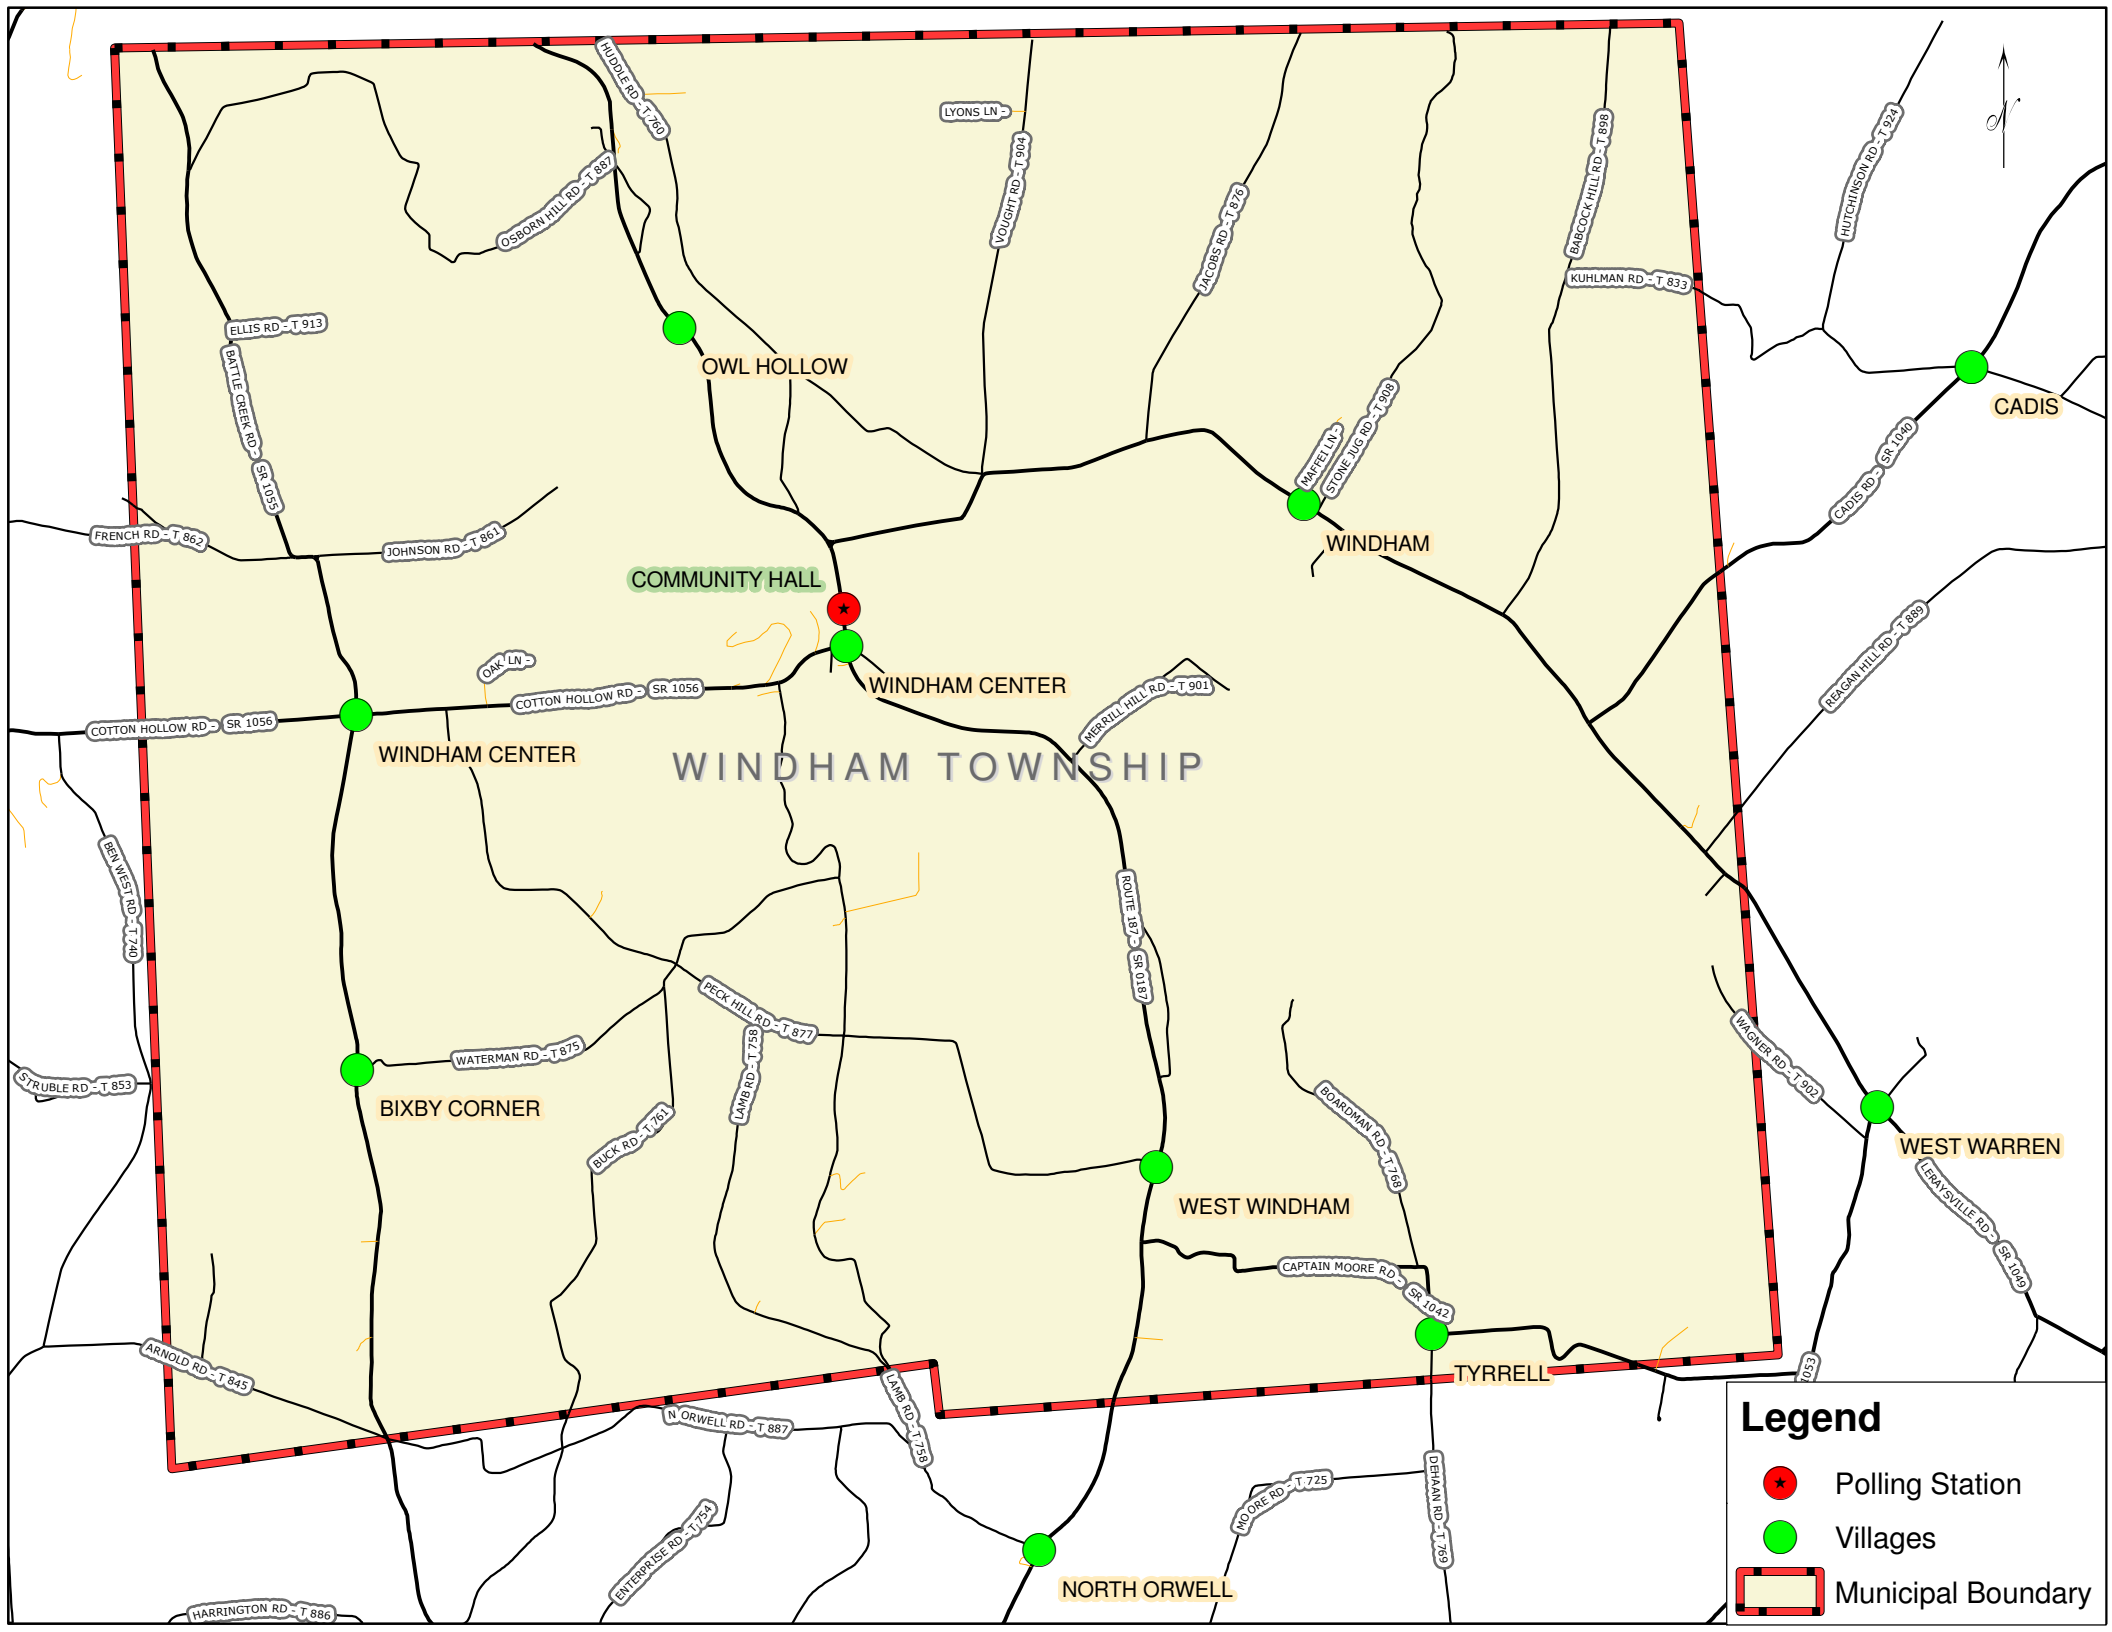 HUDDLE RD - T 760
LYONS LN -
VOUGHT RD - T 904
OSBORN HILL RD - T 887
JACOBS RD - T 876
BABCOCK HILL RD - T 898
HUTCHINSON RD - T 924
N
KUHLMAN RD - T 833
ELLIS RD - T 913
BATTLE CREEK RD - SR 1055
OWL HOLLOW
CADIS
MAFFEI LN -
STONE JUG RD - T 908
CADIS RD - SR 1040
FRENCH RD - T 862
JOHNSON RD - T 861
WINDHAM
COMMUNITY HALL
OAK LN -
COTTON HOLLOW RD - SR 1056
WINDHAM CENTER
MERRILL HILL RD - T 901
REAGAN HILL RD - T 889
COTTON HOLLOW RD - SR 1056
WINDHAM CENTER
WINDHAM TOWNSHIP
BEN WEST RD - T 740
ROUTE 187 - SR 0187
PECK HILL RD - T 877
WAGNER RD - T 902
STRUBLE RD - T 853
WATERMAN RD - T 875
LAMB RD - T 758
BIXBY CORNER
BUCK RD - T 761
BOARDMAN RD - T 768
WEST WARREN
LERAYSVILLE RD - SR 1049
WEST WINDHAM
CAPTAIN MOORE RD - SR 1042
TYRRELL
1053
ARNOLD RD - T 845
N ORWELL RD - T 887
LAMB RD - T 758
MOORE RD - T 725
DEHAAN RD - T 769
ENTERPRISE RD - T 754
NORTH ORWELL
HARRINGTON RD - T 886
Legend
Polling Station
Villages
Municipal Boundary